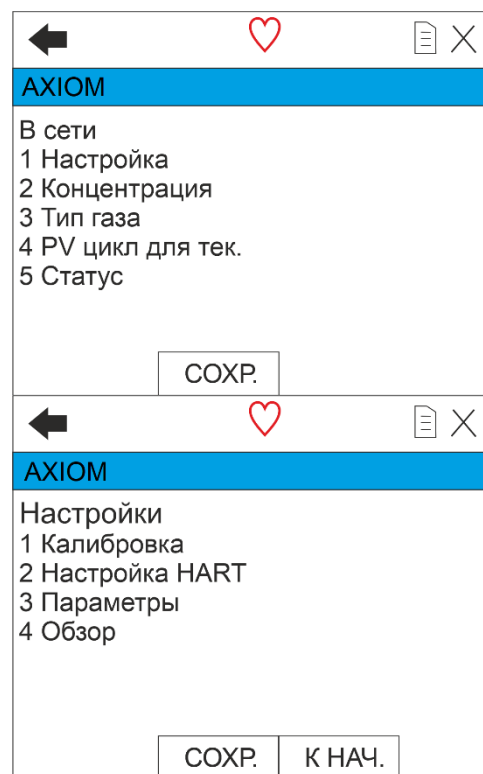 AXIOM
В сети
1 Настройка
2 Концентрация
3 Тип газа
4 PV цикл для тек.
5 Статус
СОХР.
AXIOM
Настройки
1 Калибровка
2 Настройка HART
3 Параметры
4 Обзор
СОХР. К НАЧ.